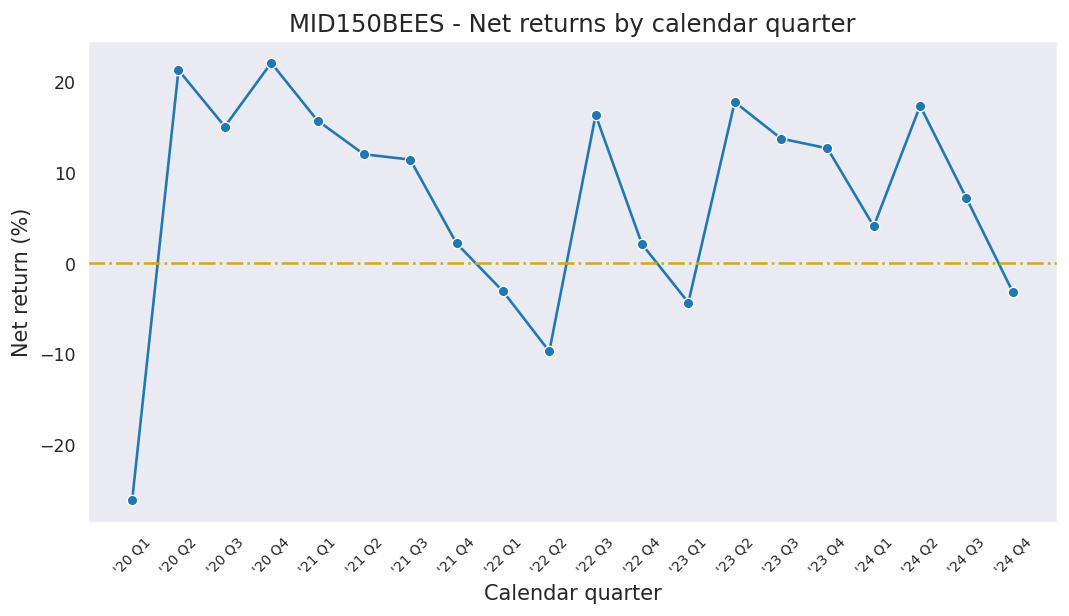 MID150BEES - Net returns by calendar quarter
Net return (%)
20
10
0
−10
−20
'20 Q1
'20 Q2
'20 Q3
'20 Q4
'21 Q1
'21 Q2
'21 Q3
'21 Q4
'22 Q1
'22 Q2
'22 Q3
'22 Q4
'23 Q1
'23 Q2
'23 Q3
'23 Q4
'24 Q1
'24 Q2
'24 Q3
'24 Q4
Calendar quarter